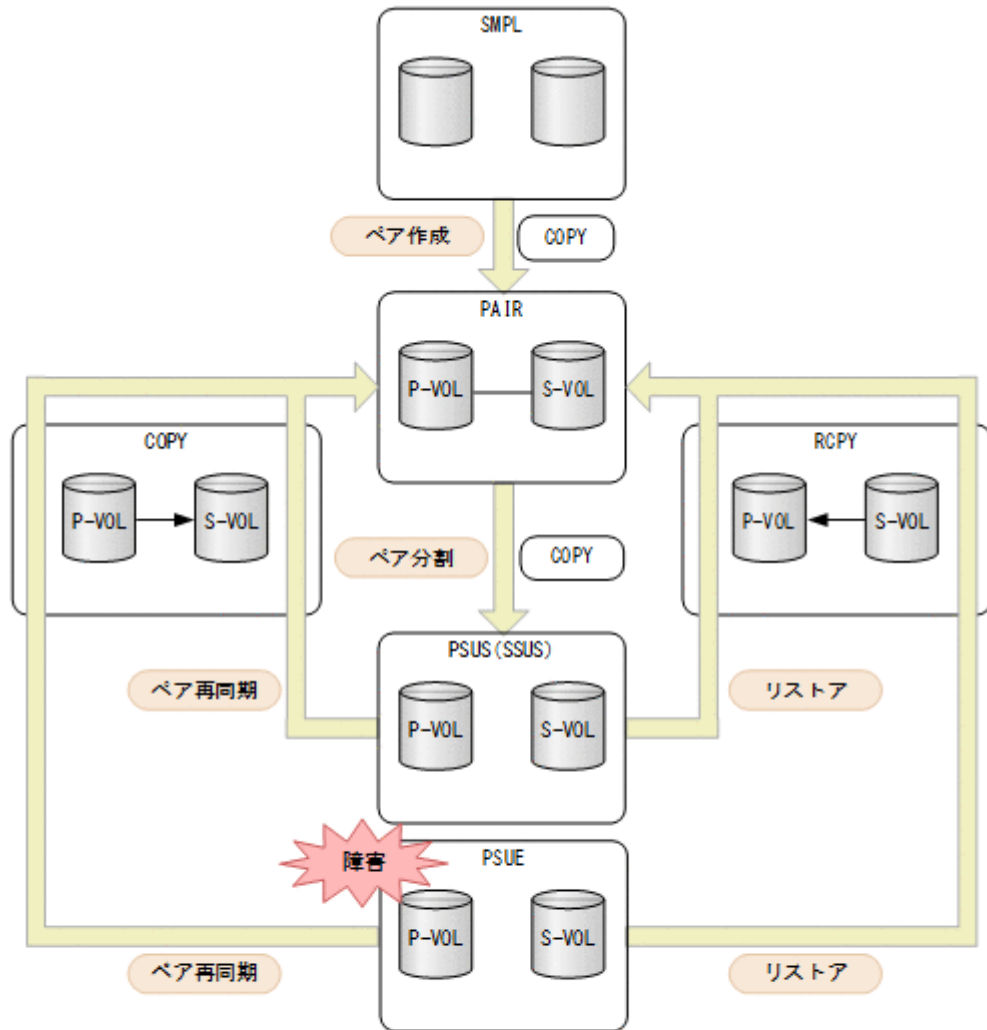 SMPL
ペア作成
COPY
PAIR
P-VOL
S-VOL
COPY
P-VOL
S-VOL
RCPY
P-VOL
S-VOL
ペア分割
COPY
PSUS(SSUS)
P-VOL
S-VOL
ペア再同期
リストア
障害
PSUE
P-VOL
S-VOL
ペア再同期
リストア